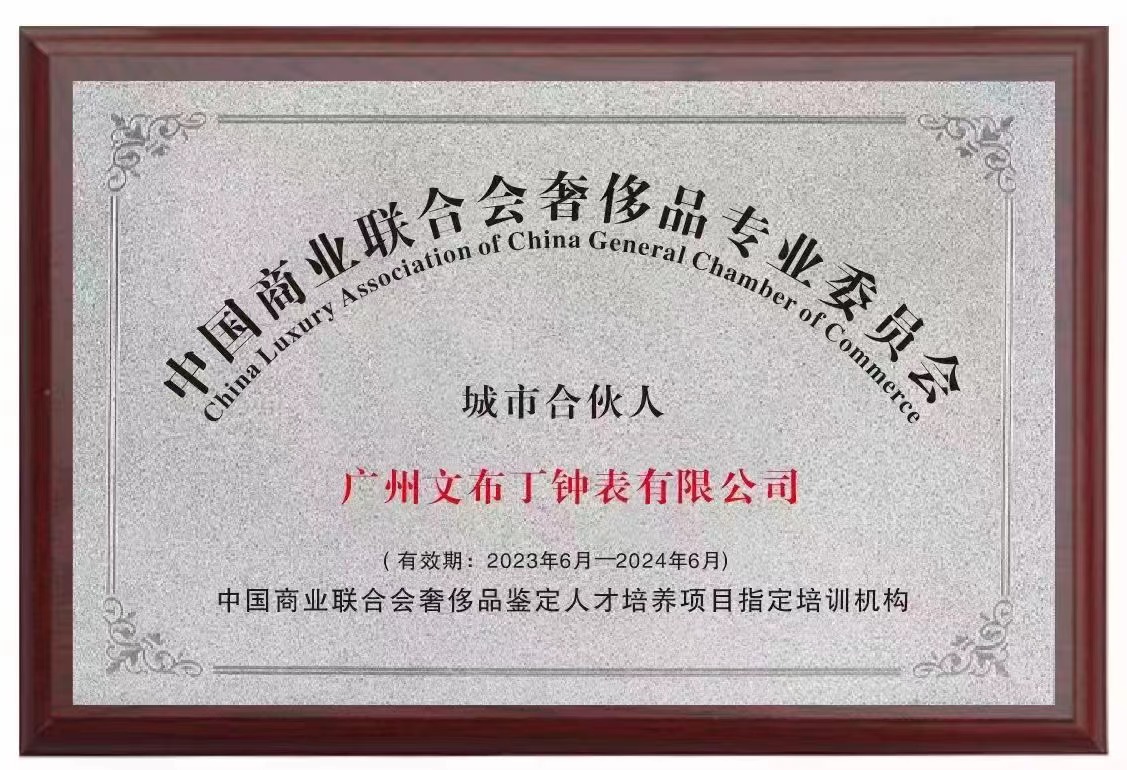 中国商业联合会奢侈品专业委员会
China Luxury Association of China General Chamber of Commerce
城市合伙人
广州文布丁钟表有限公司
(有效期：2023年6月—2024年6月)
中国商业联合会奢侈品鉴定人才培养项目指定培训机构